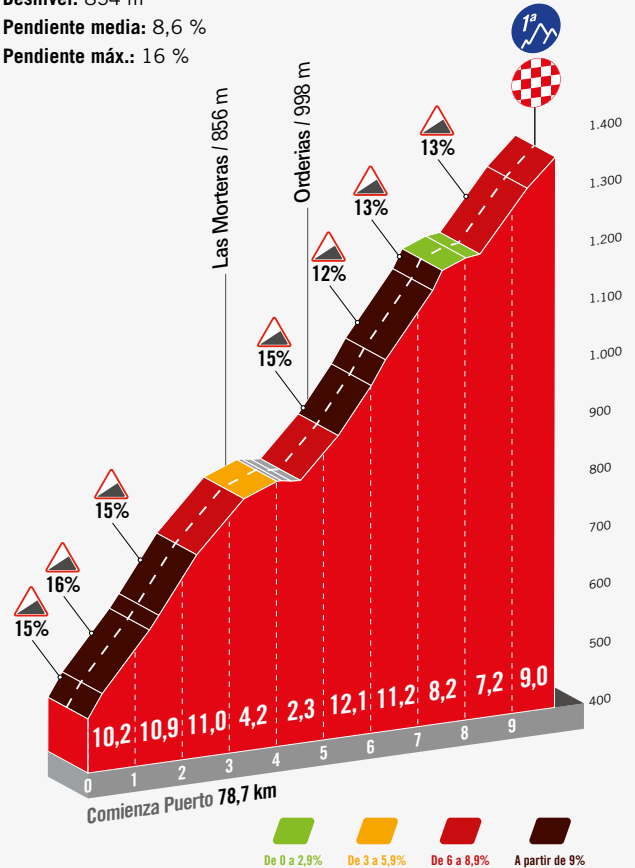 Desnivel: 854 m
Pendiente media: 8,6 %
Pendiente máx.: 16 %
1ª
1.400
13%
1.300
Orderias / 998 m
Las Morteras / 856 m
13%
1.200
12%
1.100
15%
1.000
900
800
15%
700
16%
600
15%
500
400
10,2 10,9 11,0 4,2 2,3 12,1 11,2 8,2 7,2 9,0
0 1 2 3 4 5 6 7 8 9
Comienza Puerto 78,7 km
De 0 a 2,9% De 3 a 5,9% De 6 a 8,9% A partir de 9%